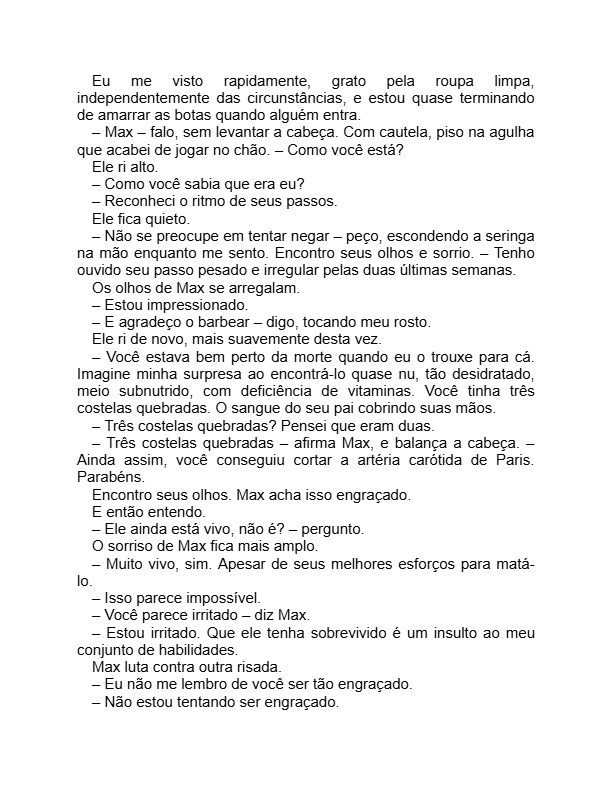 Eu me visto rapidamente, grato pela roupa limpa,
independentemente das circunstâncias, e estou quase terminando
de amarrar as botas quando alguém entra.
– Max – falo, sem levantar a cabeça. Com cautela, piso na agulha
que acabei de jogar no chão. – Como você está?
Ele ri alto.
– Como você sabia que era eu?
– Reconheci o ritmo de seus passos.
Ele fica quieto.
– Não se preocupe em tentar negar – peço, escondendo a seringa
na mão enquanto me sento. Encontro seus olhos e sorrio. – Tenho
ouvido seu passo pesado e irregular pelas duas últimas semanas.
Os olhos de Max se arregalam.
– Estou impressionado.
– E agradeço o barbear – digo, tocando meu rosto.
Ele ri de novo, mais suavemente desta vez.
– Você estava bem perto da morte quando eu o trouxe para cá.
Imagine minha surpresa ao encontrá-lo quase nu, tão desidratado,
meio subnutrido, com deficiência de vitaminas. Você tinha três
costelas quebradas. O sangue do seu pai cobrindo suas mãos.
– Três costelas quebradas? Pensei que eram duas.
– Três costelas quebradas – afirma Max, e balança a cabeça. –
Ainda assim, você conseguiu cortar a artéria carótida de Paris.
Parabéns.
Encontro seus olhos. Max acha isso engraçado.
E então entendo.
– Ele ainda está vivo, não é? – pergunto.
O sorriso de Max fica mais amplo.
– Muito vivo, sim. Apesar de seus melhores esforços para matá-
lo.
– Isso parece impossível.
– Você parece irritado – diz Max.
– Estou irritado. Que ele tenha sobrevivido é um insulto ao meu
conjunto de habilidades.
Max luta contra outra risada.
– Eu não me lembro de você ser tão engraçado.
– Não estou tentando ser engraçado.